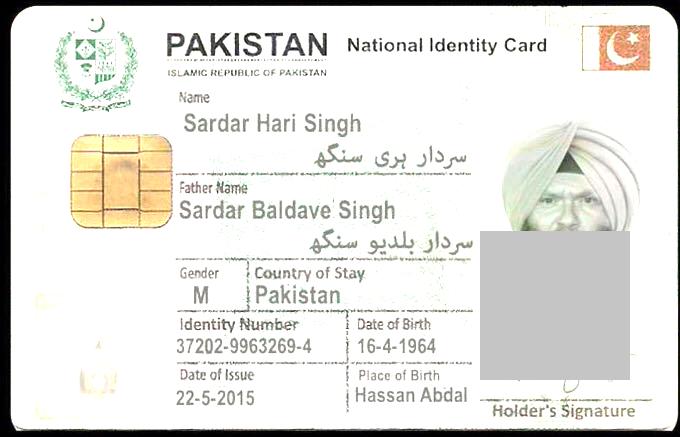 PAKISTAN National Identity Card
ISLAMIC REPUBLIC OF PAKISTAN
Name
Sardar Hari Singh
سردار ہری سنگھ
Father Name
Sardar Baldave Singh
سردار بلدیو سنگھ
Gender Country of Stay
M Pakistan
Identity Number Date of Birth
37202-9963269-4 16-4-1964
Date of Issue Place of Birth
22-5-2015 Hassan Abdal
Holder's Signature